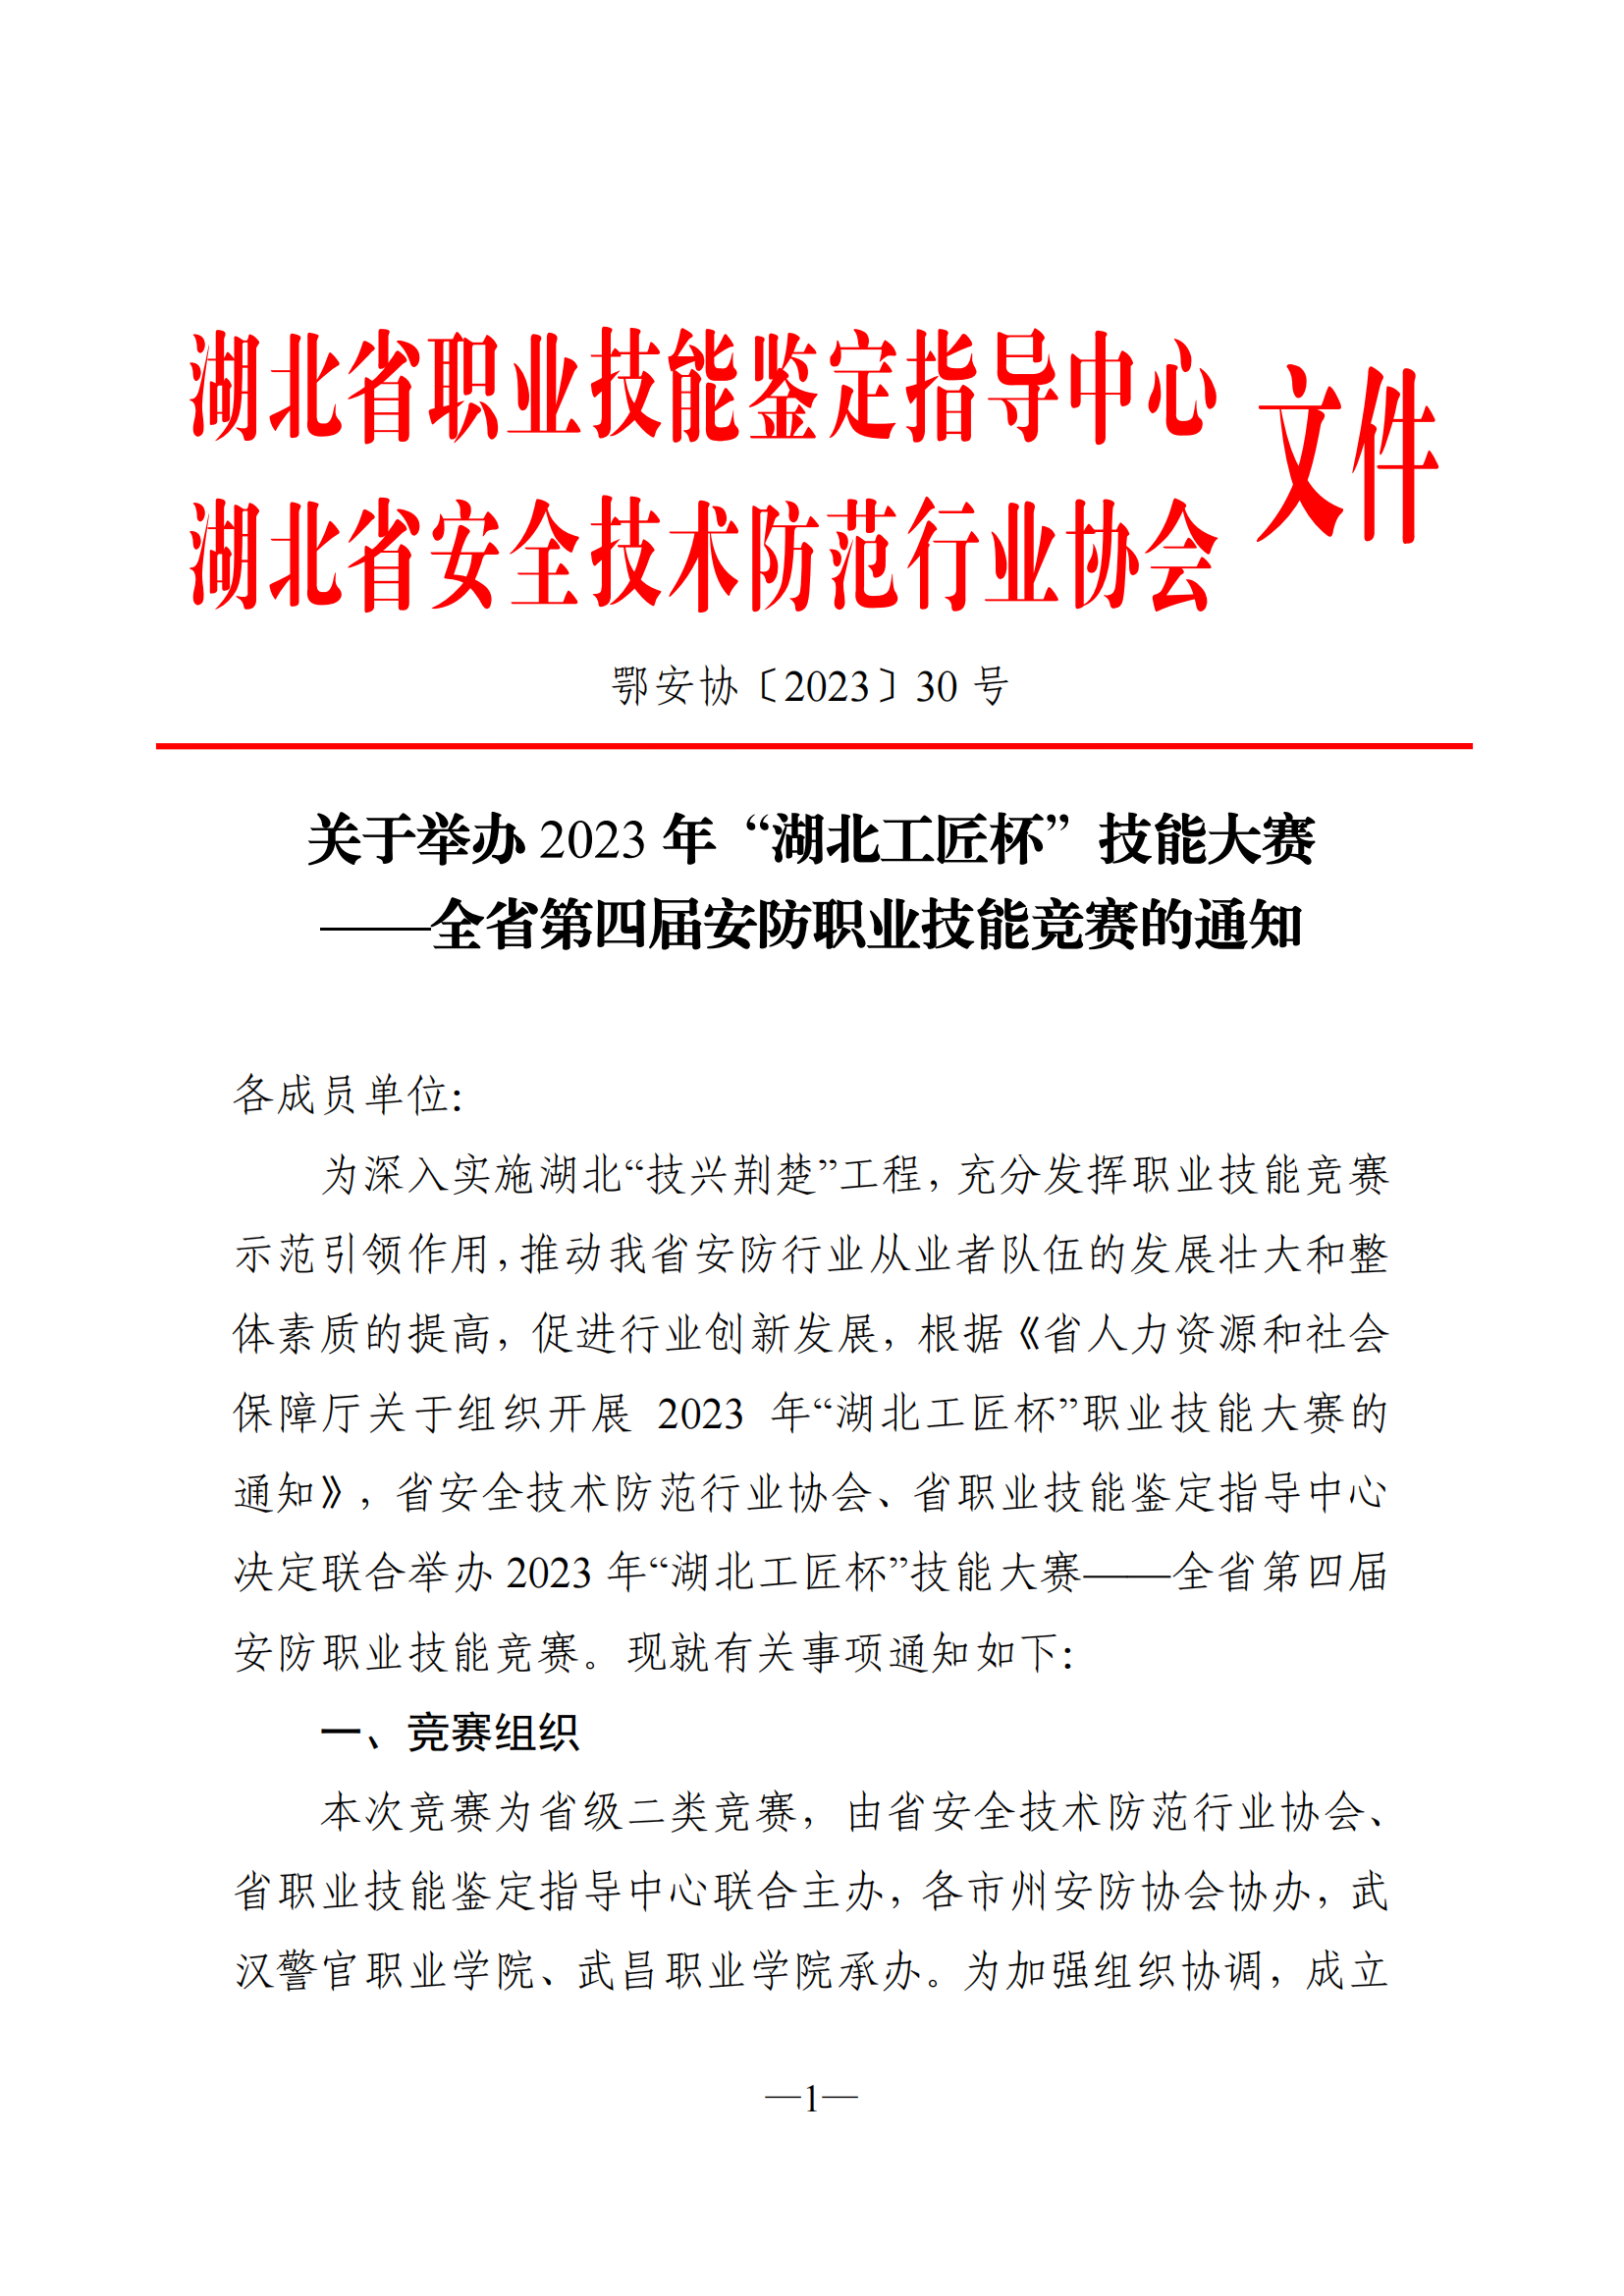 湖北省职业技能鉴定指导中心
文件
湖北省安全技术防范行业协会
鄂安协〔2023〕30 号
关于举办 2023 年“湖北工匠杯”技能大赛
——全省第四届安防职业技能竞赛的通知
各成员单位：
为深入实施湖北“技兴荆楚”工程，充分发挥职业技能竞赛
示范引领作用，推动我省安防行业从业者队伍的发展壮大和整
体素质的提高，促进行业创新发展，根据《省人力资源和社会
保障厅关于组织开展 2023 年“湖北工匠杯”职业技能大赛的
通知》，省安全技术防范行业协会、省职业技能鉴定指导中心
决定联合举办 2023 年“湖北工匠杯”技能大赛——全省第四届
安防职业技能竞赛。现就有关事项通知如下：
一、竞赛组织
本次竞赛为省级二类竞赛，由省安全技术防范行业协会、
省职业技能鉴定指导中心联合主办，各市州安防协会协办，武
汉警官职业学院、武昌职业学院承办。为加强组织协调，成立
—1—